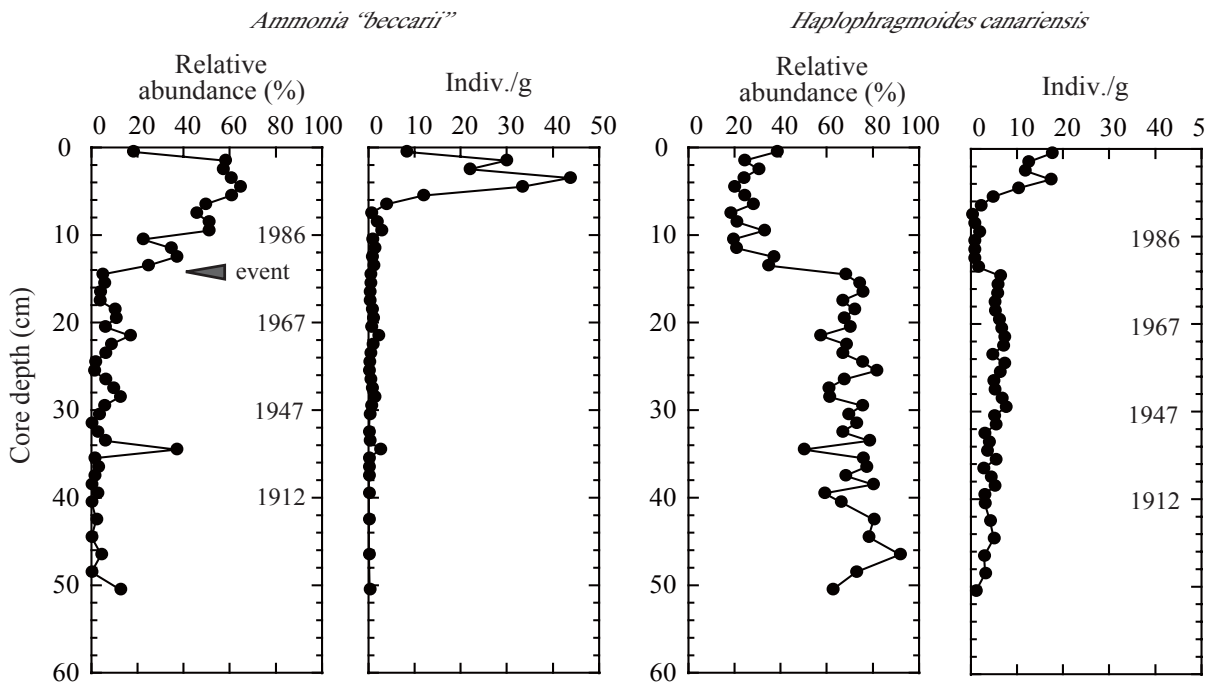 Ammonia “beccarii”
Haplophragmoides canariensis
Relative
abundance (%)
Indiv./g
Relative
abundance (%)
Indiv./g
0 20 40 60 80 100
0 10 20 30 40 50
0 20 40 60 80 100
0 10 20 30 40 5
Core depth (cm)
0
10
20
30
40
50
60
1986
event
1967
1947
1912
0
10
20
30
40
50
60
1986
1967
1947
1912